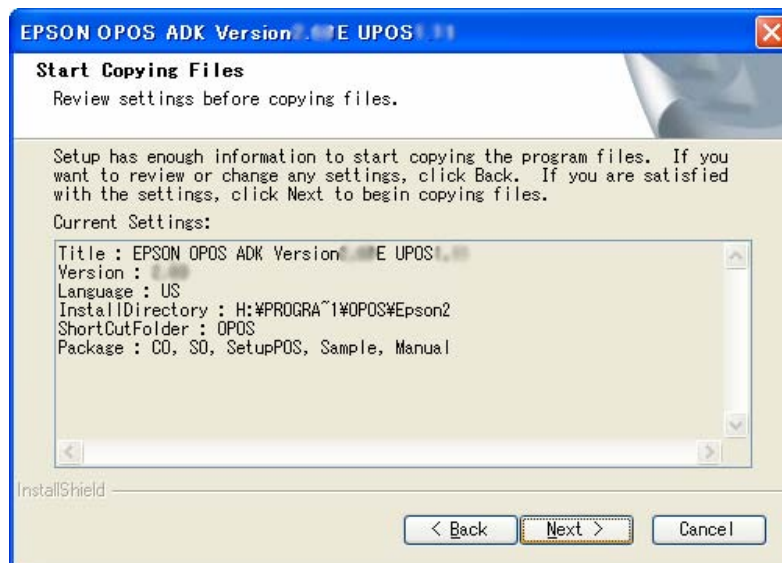 EPSON OPOS ADK Version E UPOS
Start Copying Files
Review settings before copying files.
Setup has enough information to start copying the program files. If you
want to review or change any settings, click Back. If you are satisfied
with the settings, click Next to begin copying files.
Current Settings:
Title : EPSON OPOS ADK Version E UPOS
Version :
Language : US
InstallDirectory : H:¥PROGRA~1¥OPOS¥Epson2
ShortCutFolder : OPOS
Package : CO, SO, SetupPOS, Sample, Manual
InstallShield
< Back
Next >
Cancel